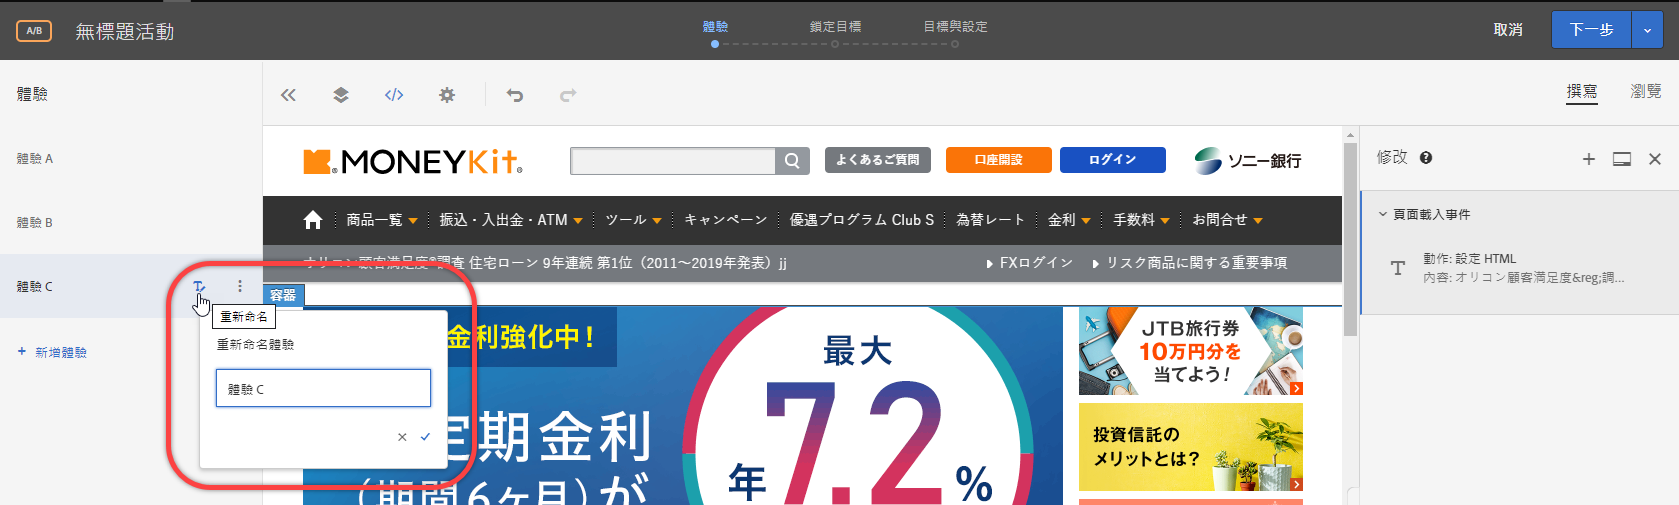 A/B
無標題活動
體驗
鎖定目標
目標與設定
取消
下一步
體驗
撰寫
瀏覽
體驗 A
體驗 B
體驗 C
重新命名
重新命名體驗
體驗 C
+ 新增體驗
MONEYKit®
よくあるご質問
口座開設
ログイン
ソニー銀行
商品一覧
振込・入出金・ATM
ツール
キャンペーン
優遇プログラム Club S
為替レート
金利
手数料
お問合せ
オリコン顧客満足度®調査 住宅ローン 9年連続 第1位（2011～2019年発表）jj
FXログイン
リスク商品に関する重要事項
容器
金利強化中！
定期金利
（期間6ヶ月）が
最大
年7.2%
JTB旅行券
10万円分を
当てよう！
投資信託の
メリットとは？
修改
頁面載入事件
動作: 設定 HTML
內容: オリコン顧客満足度&reg;調...